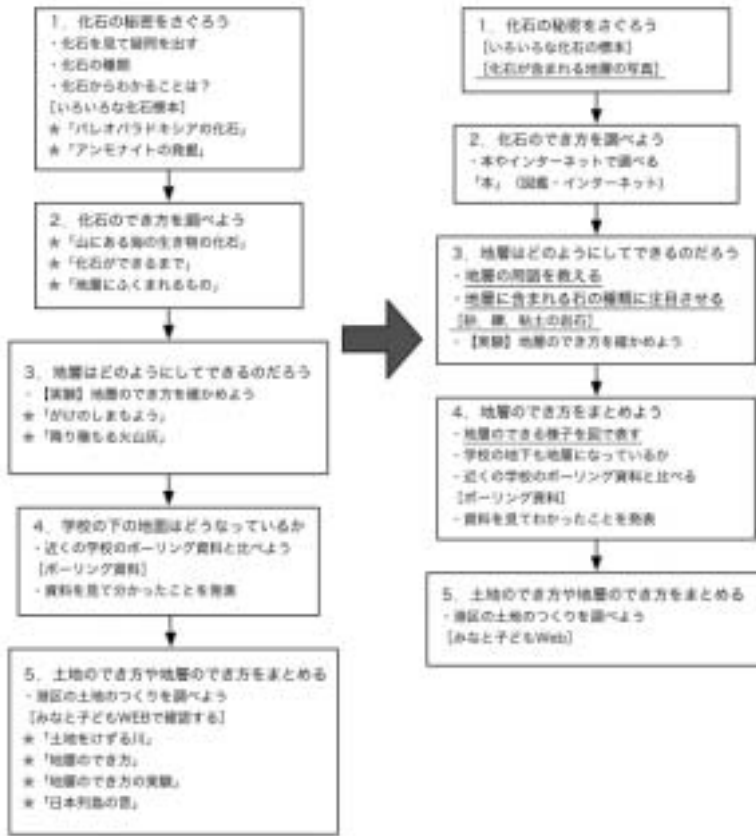 1．化石の秘密をさぐろう
・化石を見て疑問を出す
・化石の種類
・化石からわかることは？
［いろいろな化石標本］
★「パレオパラドキシアの化石」
★「アンモナイトの発掘」
2．化石のでき方を調べよう
★「山にある海の生き物の化石」
★「化石ができるまで」
★「地層にふくまれるもの」
3．地層はどのようにしてできるのだろう
・【実験】地層のでき方を確かめよう
★「がけのしまもよう」
★「降り積もる火山灰」
4．学校の下の地面はどうなっているか
・近くの学校のボーリング資料と比べよう
［ボーリング資料］
・資料を見て分かったことを発表
5．土地のでき方や地層のでき方をまとめる
・港区の土地のつくりを調べよう
［みなと子どもWEBで確認する］
★「土地をけずる川」
★「地層のでき方」
★「地層のでき方の実験」
★「日本列島の昔」
1．化石の秘密をさぐろう
［いろいろな化石の標本］
［化石が含まれる地層の写真］
2．化石のでき方を調べよう
・本やインターネットで調べる
「本」（図鑑・インターネット）
3．地層はどのようにしてできるのだろう
・地層の用語を教える
・地層に含まれる石の種類に注目させる
［砂、礫、粘土の岩石］
・【実験】地層のでき方を確かめよう
4．地層のでき方をまとめよう
・地層のできる様子を図で表す
・学校の地下も地層になっているか
・近くの学校のボーリング資料と比べる
［ボーリング資料］
・資料を見てわかったことを発表
5．土地のでき方や地層のでき方をまとめる
・港区の土地のつくりを調べよう
［みなと子どもWeb］